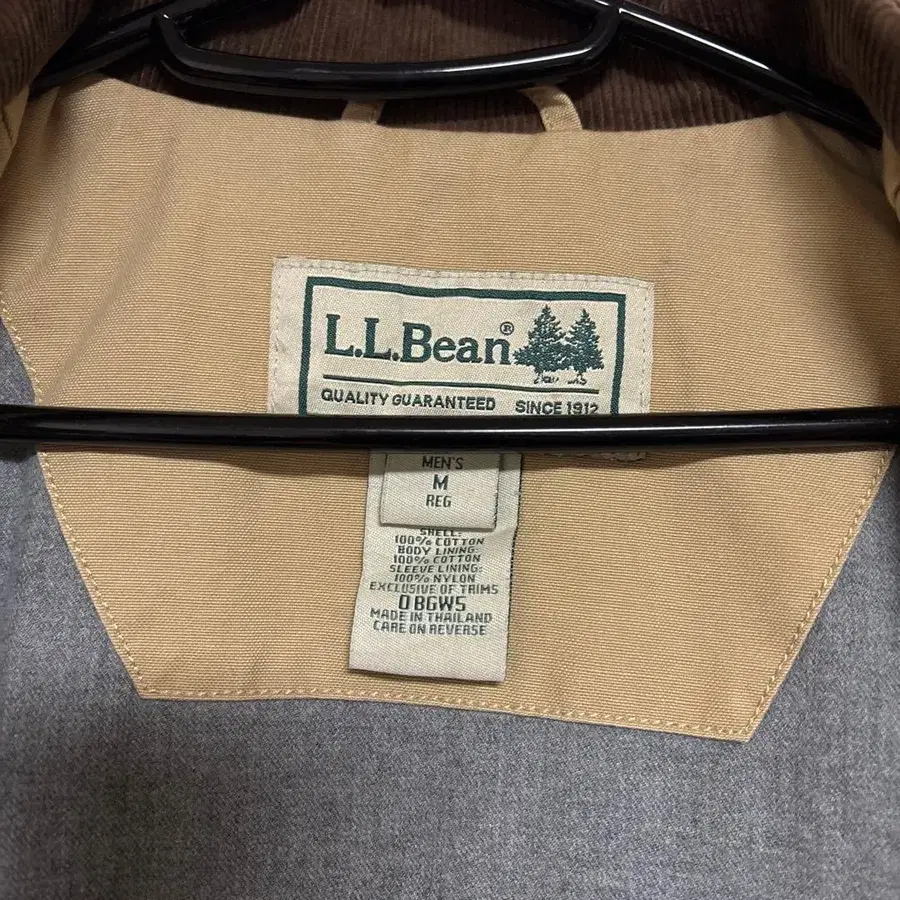 L.L.Bean®
QUALITY GUARANTEED SINCE 1912
MEN'S
M
REG
SHELL:
100% COTTON
BODY LINING:
100% COTTON
SLEEVE LINING:
100% NYLON
EXCLUSIVE OF TRIMS
0BGW5
MADE IN THAILAND
CARE ON REVERSE